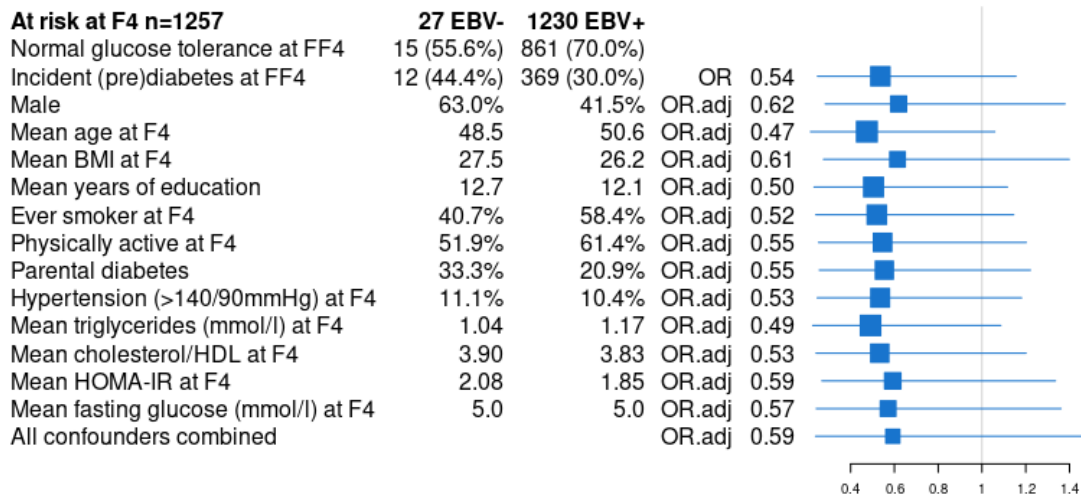 At risk at F4 n=1257 27 EBV- 1230 EBV+
Normal glucose tolerance at FF4 15 (55.6%) 861 (70.0%)
Incident (pre)diabetes at FF4 12 (44.4%) 369 (30.0%) OR 0.54
Male 63.0% 41.5% OR.adj 0.62
Mean age at F4 48.5 50.6 OR.adj 0.47
Mean BMI at F4 27.5 26.2 OR.adj 0.61
Mean years of education 12.7 12.1 OR.adj 0.50
Ever smoker at F4 40.7% 58.4% OR.adj 0.52
Physically active at F4 51.9% 61.4% OR.adj 0.55
Parental diabetes 33.3% 20.9% OR.adj 0.55
Hypertension (>140/90mmHg) at F4 11.1% 10.4% OR.adj 0.53
Mean triglycerides (mmol/l) at F4 1.04 1.17 OR.adj 0.49
Mean cholesterol/HDL at F4 3.90 3.83 OR.adj 0.53
Mean HOMA-IR at F4 2.08 1.85 OR.adj 0.59
Mean fasting glucose (mmol/l) at F4 5.0 5.0 OR.adj 0.57
All confounders combined OR.adj 0.59
0.4 0.6 0.8 1 1.2 1.4